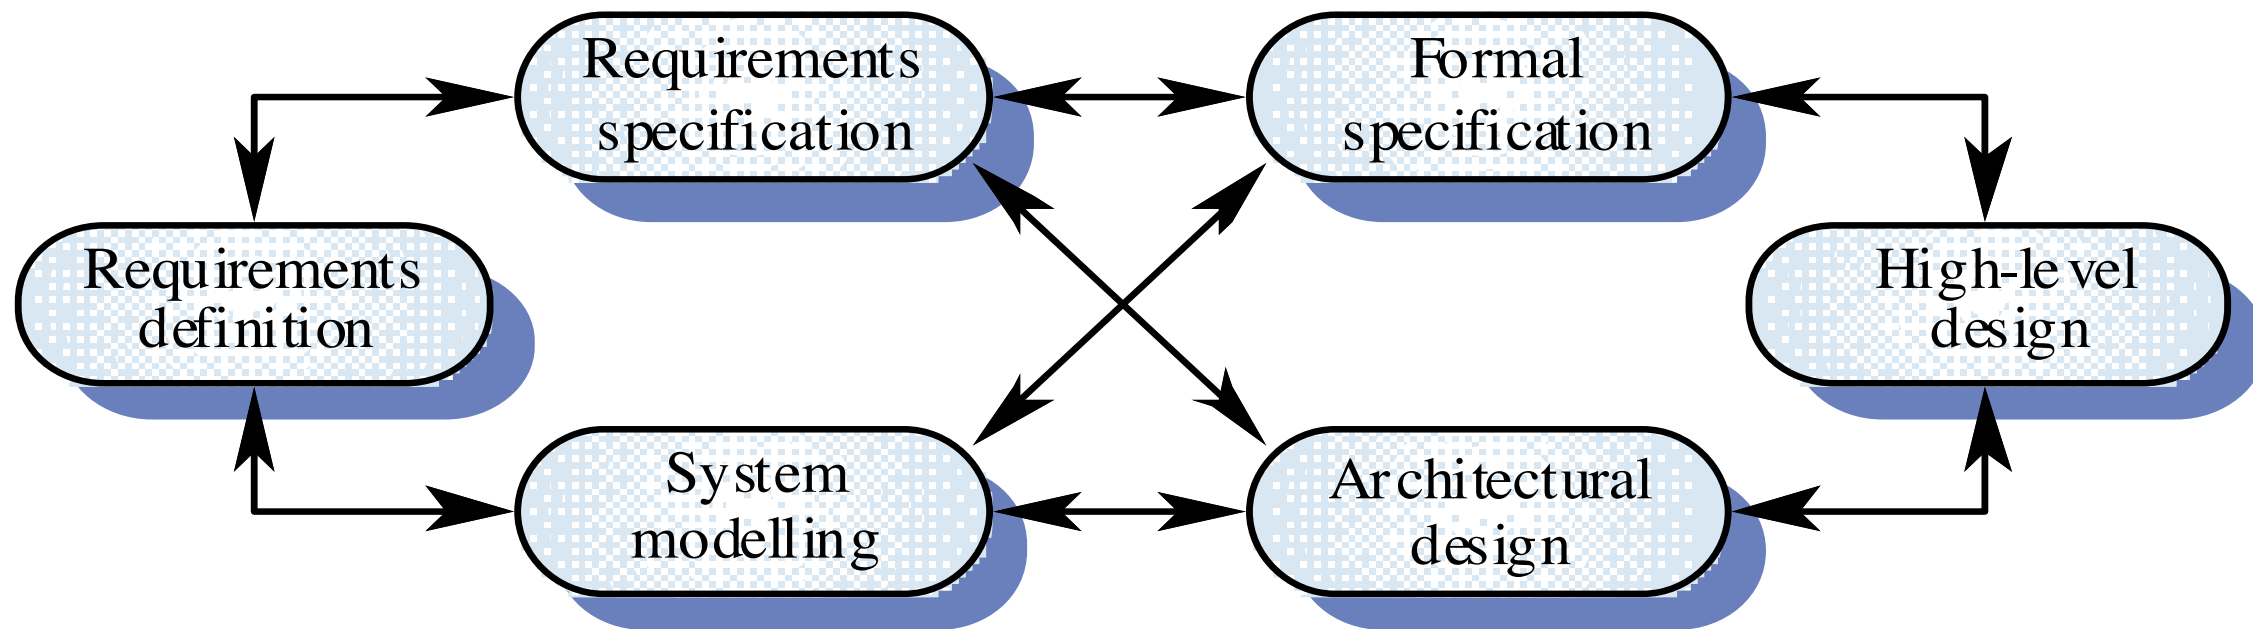 Requirements
specification
Formal
specification
Requirements
definition
High-level
design
System
modelling
Architectural
design